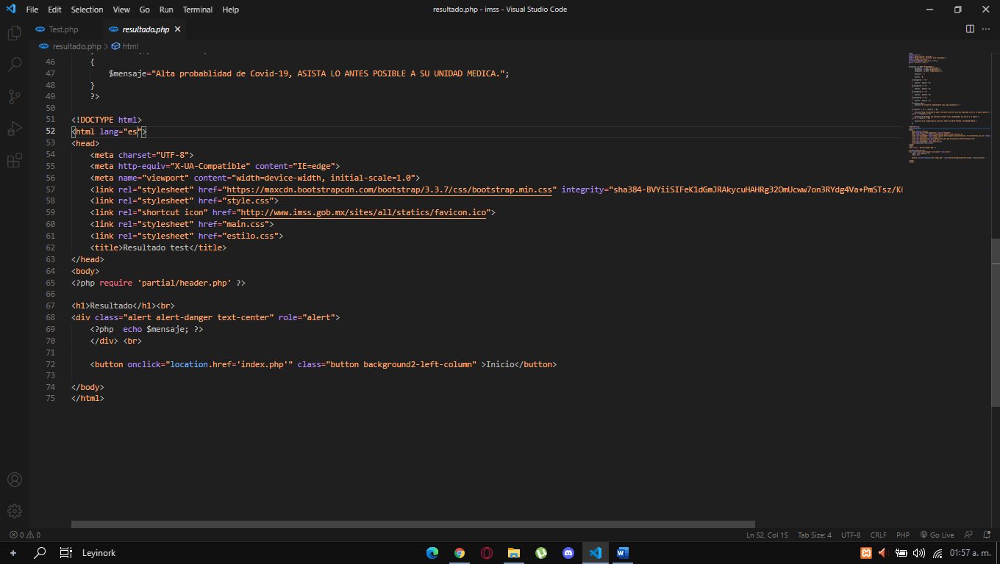 File Edit Selection View Go Run Terminal Help resultado.php - imss - Visual Studio Code
Test.php resultado.php
resultado.php > html
46 {
47 $mensaje="Alta probablidad de Covid-19, ASISTA LO ANTES POSIBLE A SU UNIDAD MEDICA.";
48 }
49 ?>
50
51 <!DOCTYPE html>
52 <html lang="es">
53 <head>
54 <meta charset="UTF-8">
55 <meta http-equiv="X-UA-Compatible" content="IE=edge">
56 <meta name="viewport" content="width=device-width, initial-scale=1.0">
57 <link rel="stylesheet" href="https://maxcdn.bootstrapcdn.com/bootstrap/3.3.7/css/bootstrap.min.css" integrity="sha384-BVYiiSIFeK1dGmJRAkycuHAHRg32OmUcww7on3RYdg4Va+PmSTsz/K6
58 <link rel="stylesheet" href="style.css">
59 <link rel="shortcut icon" href="http://www.imss.gob.mx/sites/all/statics/favicon.ico">
60 <link rel="stylesheet" href="main.css">
61 <link rel="stylesheet" href="estilo.css">
62 <title>Resultado test</title>
63 </head>
64 <body>
65 <?php require 'partial/header.php' ?>
66
67 <h1>Resultado</h1><br>
68 <div class="alert alert-danger text-center" role="alert">
69 <?php  echo $mensaje; ?>
70 </div> <br>
71
72 <button onclick="location.href='index.php'" class="button background2-left-column" >Inicio</button>
73
74 </body>
75 </html>
0 0 Ln 52, Col 15 Tab Size: 4 UTF-8 CRLF PHP Go Live
Leyinork 01:57 a. m.